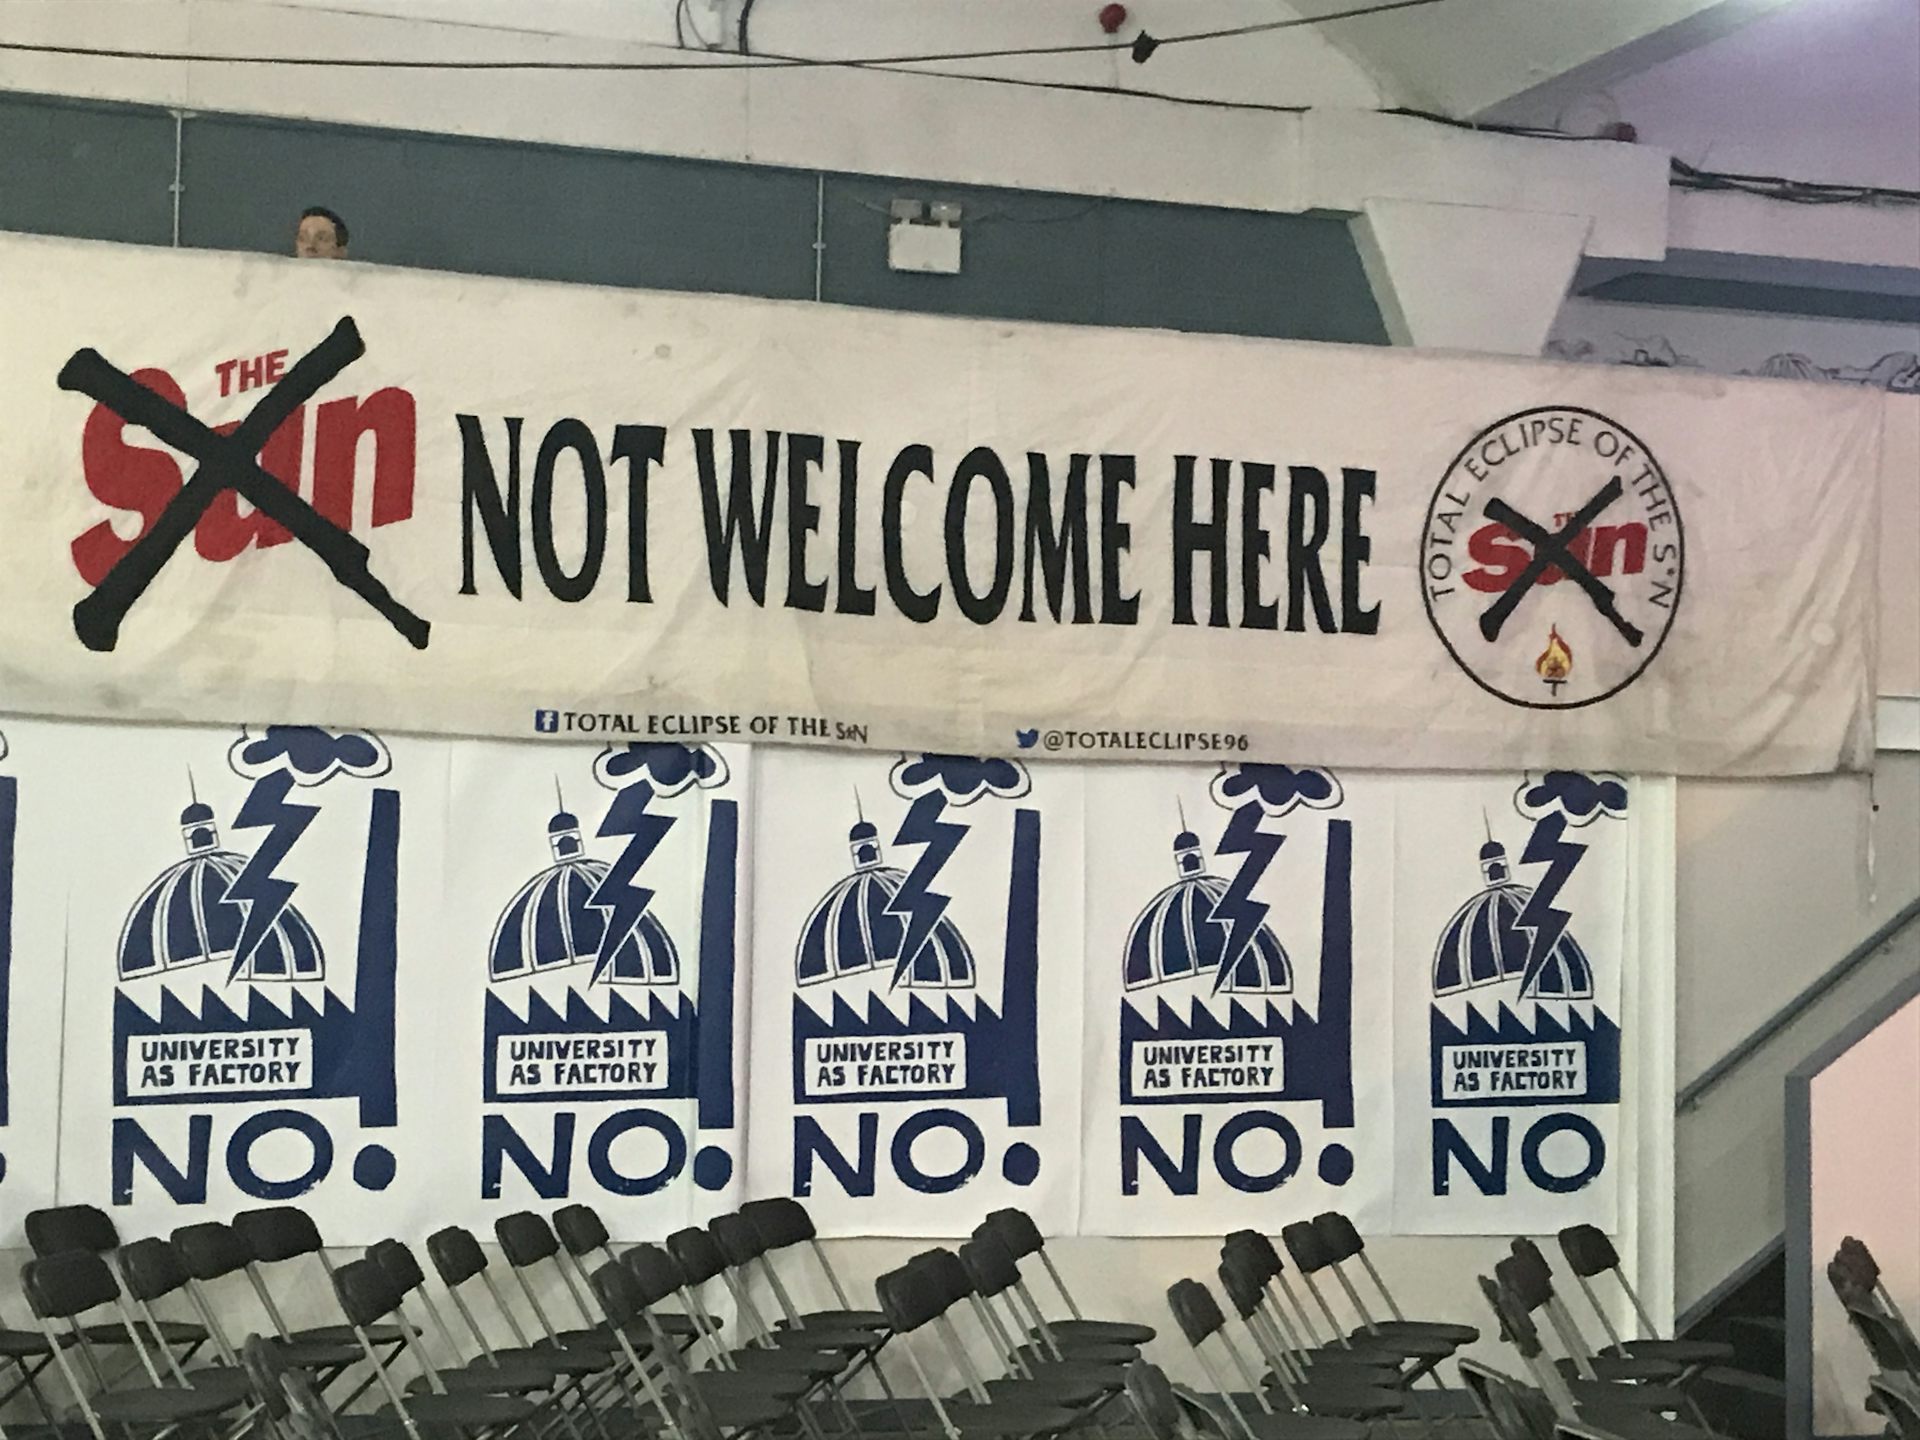 THE
Sun
NOT WELCOME HERE
TOTAL ECLIPSE OF THE S*N
THE
Sun
f TOTAL ECLIPSE OF THE S*N
@TOTALECLIPSE96
UNIVERSITY
AS FACTORY
NO!
UNIVERSITY
AS FACTORY
NO!
UNIVERSITY
AS FACTORY
NO!
UNIVERSITY
AS FACTORY
NO!
UNIVERSITY
AS FACTORY
NO